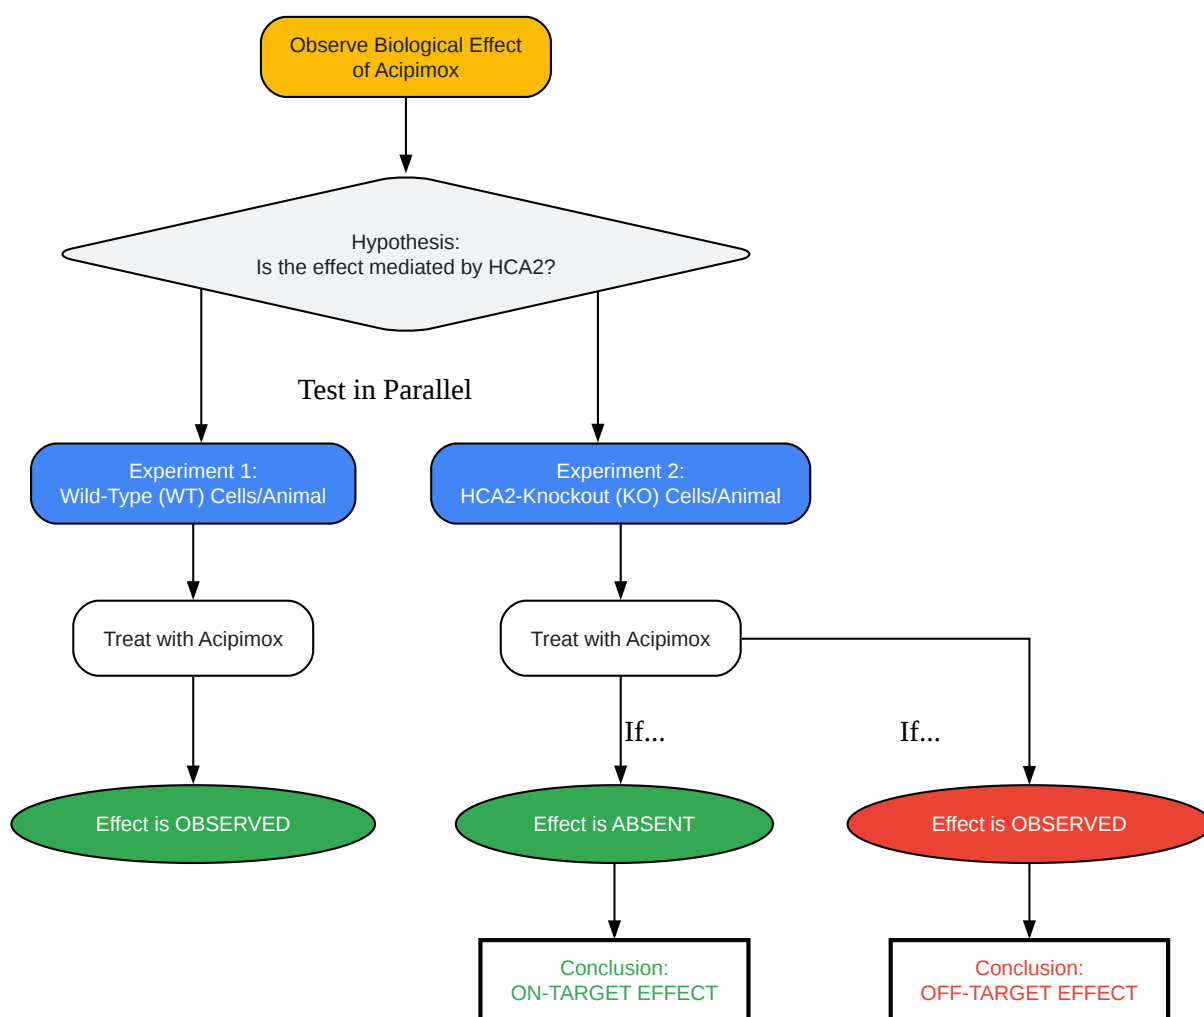 Observe Biological Effect
of Acipimox
Hypothesis:
Is the effect mediated by HCA2?
Test in Parallel
Experiment 1:
Wild-Type (WT) Cells/Animal
Experiment 2:
HCA2-Knockout (KO) Cells/Animal
Treat with Acipimox
Treat with Acipimox
If...
If...
Effect is OBSERVED
Effect is ABSENT
Effect is OBSERVED
Conclusion:
ON-TARGET EFFECT
Conclusion:
OFF-TARGET EFFECT